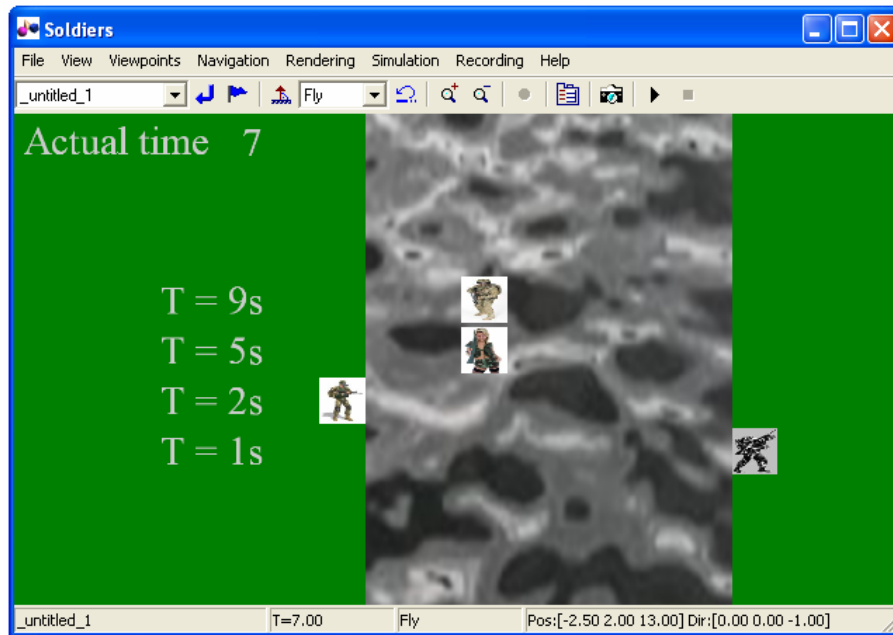 Soldiers
File View Viewpoints Navigation Rendering Simulation Recording Help
_untitled_1 Fly
Actual time 7
T = 9s
T = 5s
T = 2s
T = 1s
_untitled_1 T=7.00 Fly Pos:[-2.50 2.00 13.00] Dir:[0.00 0.00 -1.00]